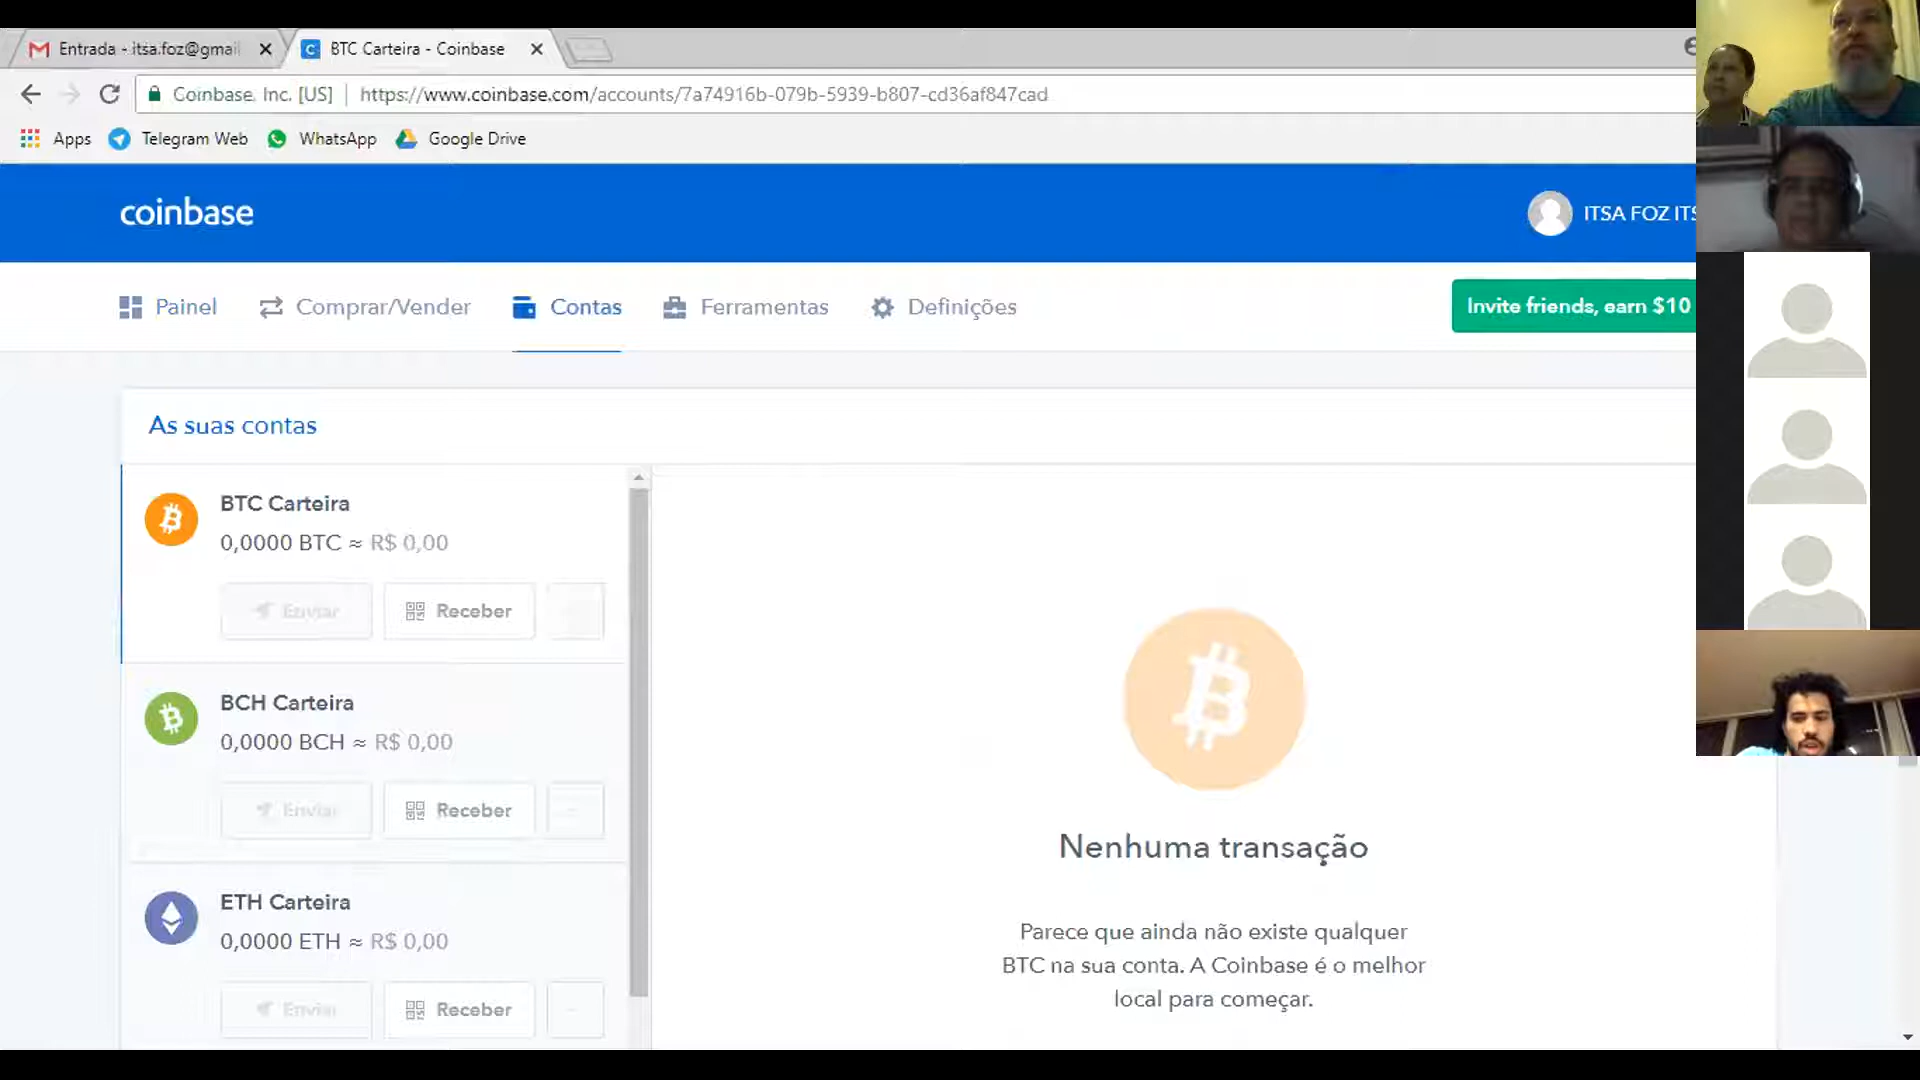 Entrada - itsa.foz@gmail
BTC Carteira - Coinbase
Coinbase, Inc. [US]
https://www.coinbase.com/accounts/7a74916b-079b-5939-b807-cd36af847cad
Apps
Telegram Web
WhatsApp
Google Drive
coinbase
ITSA FOZ ITS
Painel
Comprar/Vender
Contas
Ferramentas
Definições
Invite friends, earn $10
As suas contas
BTC Carteira
0,0000 BTC ≈ R$ 0,00
Enviar
Receber
BCH Carteira
0,0000 BCH ≈ R$ 0,00
Enviar
Receber
ETH Carteira
0,0000 ETH ≈ R$ 0,00
Enviar
Receber
Nenhuma transação
Parece que ainda não existe qualquer
BTC na sua conta. A Coinbase é o melhor
local para começar.